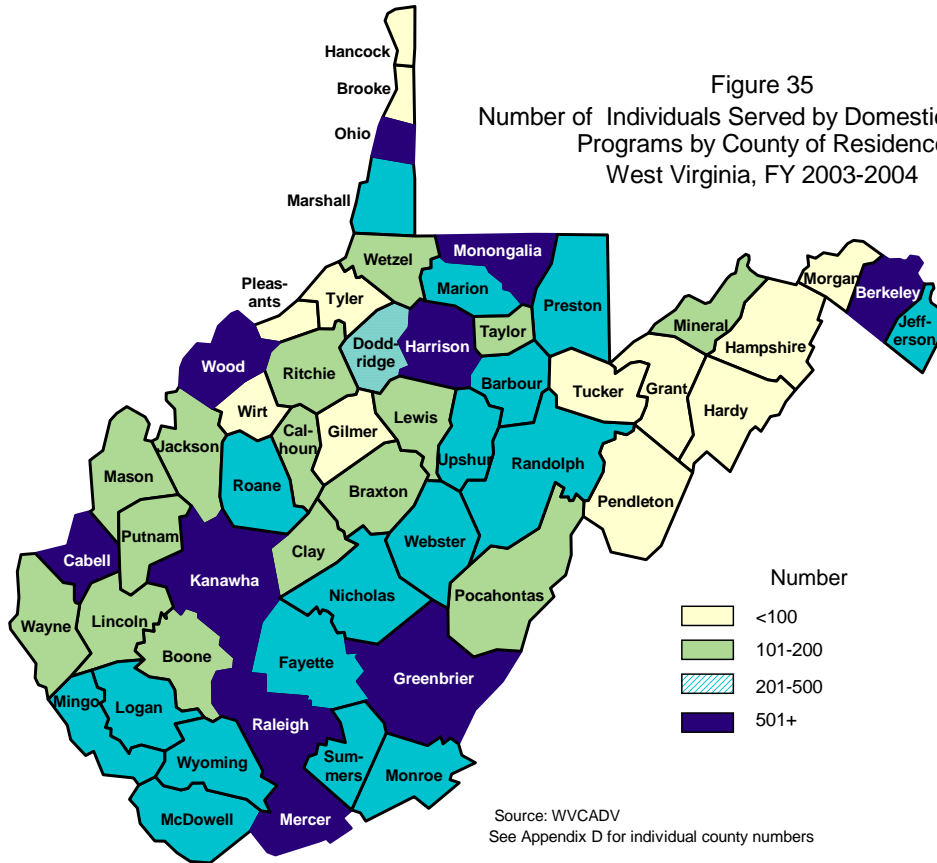 Figure 35
Number of Individuals Served by Domestic
Programs by County of Residence
West Virginia, FY 2003-2004
Hancock
Brooke
Ohio
Marshall
Wetzel
Monongalia
Marion
Preston
Pleas-
ants
Tyler
Dodd-
ridge
Harrison
Taylor
Mineral
Morgan
Berkeley
Jeff-
erson
Hampshire
Wood
Ritchie
Barbour
Tucker
Grant
Hardy
Wirt
Cal-
houn
Gilmer
Lewis
Upshur
Randolph
Pendleton
Jackson
Mason
Roane
Braxton
Putnam
Clay
Webster
Cabell
Kanawha
Nicholas
Pocahontas
Wayne
Lincoln
Boone
Fayette
Greenbrier
Mingo
Logan
Raleigh
Wyoming
Sum-
mers
Monroe
McDowell
Mercer
Number
<100
101-200
201-500
501+
Source: WVCADV
See Appendix D for individual county numbers